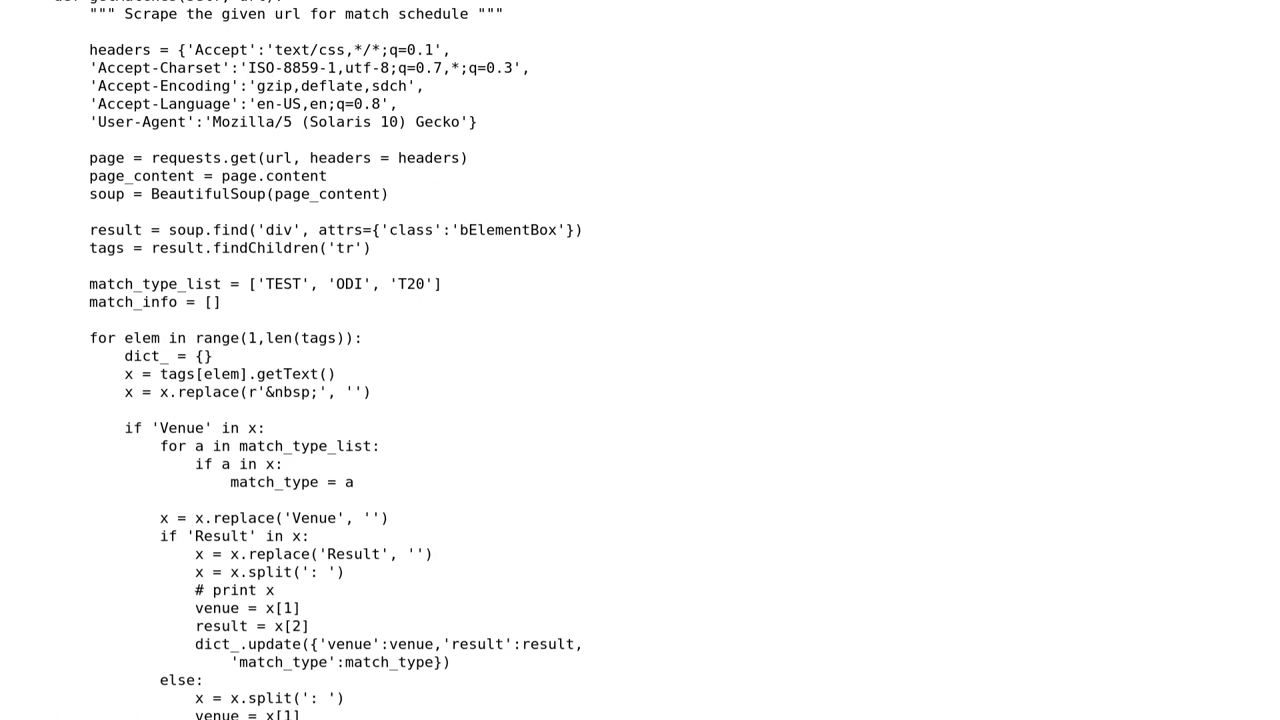 def getMatches(self, url):
""" Scrape the given url for match schedule """
headers = {'Accept':'text/css,*/*;q=0.1',
'Accept-Charset':'ISO-8859-1,utf-8;q=0.7,*;q=0.3',
'Accept-Encoding':'gzip,deflate,sdch',
'Accept-Language':'en-US,en;q=0.8',
'User-Agent':'Mozilla/5 (Solaris 10) Gecko'}
page = requests.get(url, headers = headers)
page_content = page.content
soup = BeautifulSoup(page_content)
result = soup.find('div', attrs={'class':'bElementBox'})
tags = result.findChildren('tr')
match_type_list = ['TEST', 'ODI', 'T20']
match_info = []
for elem in range(1,len(tags)):
dict_ = {}
x = tags[elem].getText()
x = x.replace(r'&nbsp;', '')
if 'Venue' in x:
for a in match_type_list:
if a in x:
match_type = a
x = x.replace('Venue', '')
if 'Result' in x:
x = x.replace('Result', '')
x = x.split(': ')
# print x
venue = x[1]
result = x[2]
dict_.update({'venue':venue,'result':result,
'match_type':match_type})
else:
x = x.split(': ')
venue = x[1]